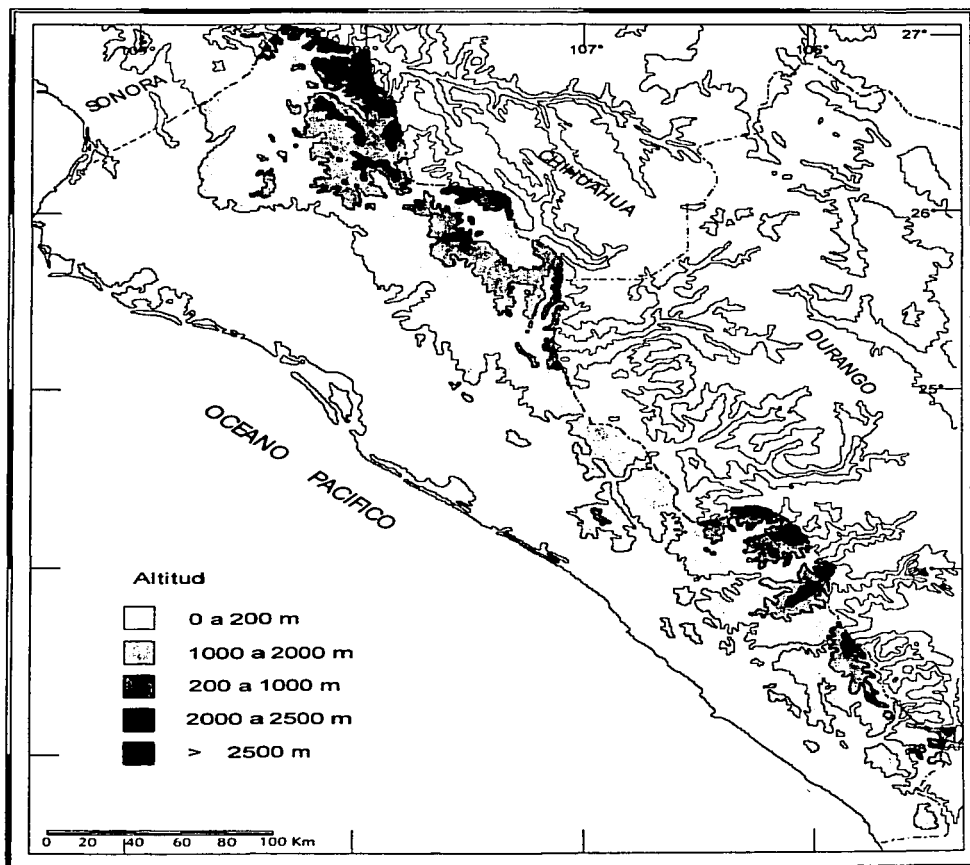 107°
27°
SONORA
CHIHUAHUA
26°
DURANGO
25°
OCEANO
PACIFICO
Altitud
0 a 200 m
1000 a 2000 m
200 a 1000 m
2000 a 2500 m
> 2500 m
0 20 40 60 80 100 Km